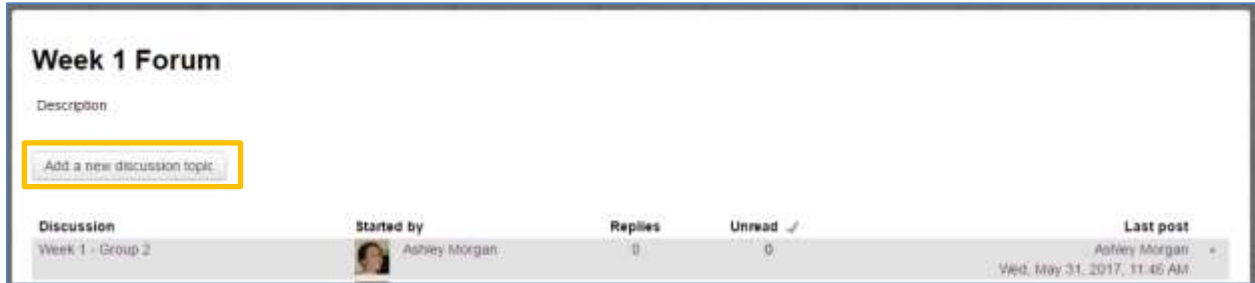 Week 1 Forum
Description
Add a new discussion topic
Discussion Started by Replies Unread Last post
Week 1 - Group 2 Ashley Morgan 0 0 Ashley Morgan
Wed, May 31, 2017, 11:46 AM